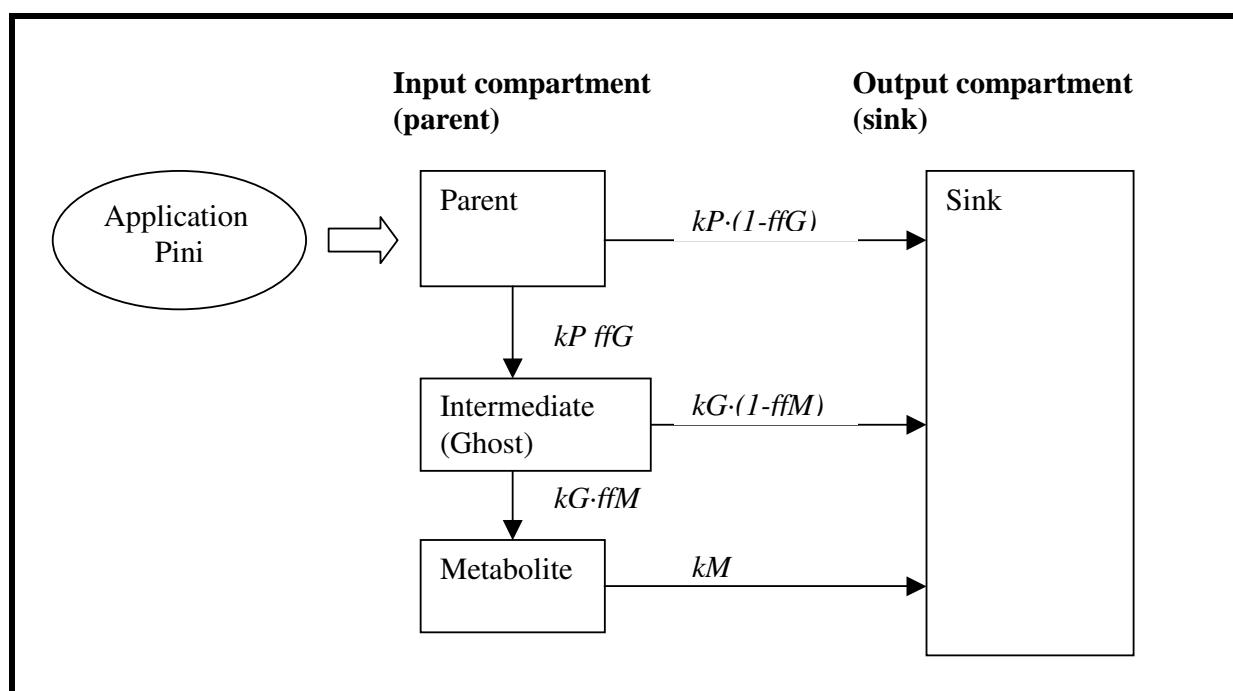 Input compartment
(parent)
Output compartment
(sink)
Application
Pini
Parent
kP·(1-ffG)
Sink
kP ffG
Intermediate
(Ghost)
kG·(1-ffM)
kG·ffM
Metabolite
kM